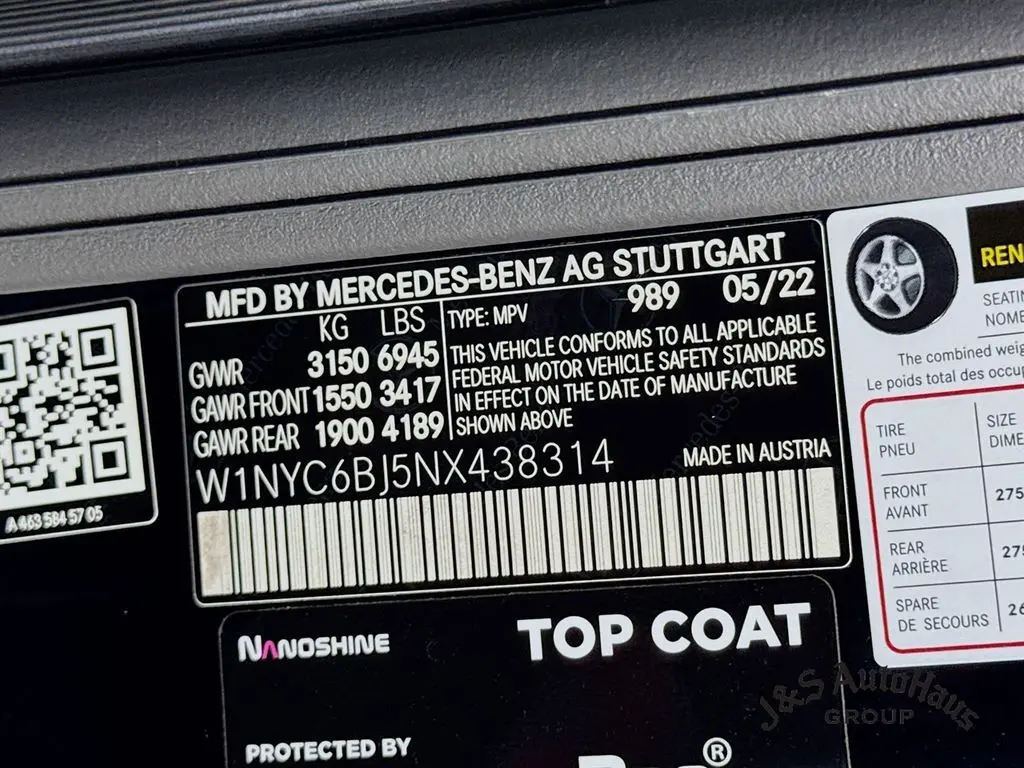 MFD BY MERCEDES-BENZ AG STUTTGART
KG LBS
GWWR 3150 6945
GAWR FRONT 1550 3417
GAWR REAR 1900 4189
TYPE: MPV 989 05/22
THIS VEHICLE CONFORMS TO ALL APPLICABLE
FEDERAL MOTOR VEHICLE SAFETY STANDARDS
IN EFFECT ON THE DATE OF MANUFACTURE
SHOWN ABOVE
W1NYC6BJ5NX438314 MADE IN AUSTRIA
A 463 584 57 05
NANOSHINE TOP COAT
PROTECTED BY
®
The combined
Le poids total des
TIRE
PNEU
SIZE
FRONT
AVANT
275
REAR
ARRIÈRE
SPARE
DE SECOURS
J&S AutoHaus
GROUP